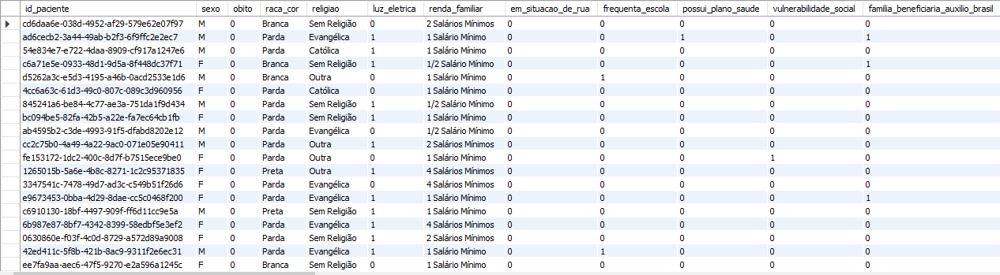 id_paciente sexo obito raca_cor religiao luz_eletrica renda_familiar em_situacao_de_rua frequenta_escola possui_plano_saude vulnerabilidade_social familia_beneficiaria_auxilio_brasil
cd6daa6e-038d-4952-af29-579e62e07f97 M 0 Branca Sem Religião 0 2 Salários Mínimos 0 0 0 0 0
ad6cecb2-3a44-49ab-b2f3-6f9ffc2e2ec7 M 0 Parda Evangélica 1 1 Salário Mínimo 0 0 1 0 1
54e834e7-e722-4daa-8909-cf917a1247e6 M 0 Parda Católica 1 1 Salário Mínimo 0 0 0 0 0
c6a71e5e-0933-48d1-9d5a-8f448dc37f71 F 0 Branca Sem Religião 1 1/2 Salário Mínimo 0 0 0 0 1
d5262a3c-e5d3-4195-a46b-0acd2533e1d6 M 0 Branca Outra 0 1 Salário Mínimo 0 1 0 0 0
4cc6a63c-61d3-49c0-807c-089c3d960956 F 0 Parda Católica 0 1 Salário Mínimo 0 0 0 0 0
845241a6-be84-4c77-ae3a-751da1f9d434 M 0 Parda Sem Religião 1 1/2 Salário Mínimo 0 0 0 0 0
bc094be5-82fa-42b5-a22e-fa7ec64cb1fb F 0 Parda Sem Religião 0 1 Salário Mínimo 0 0 0 0 0
ab4595b2-c3de-4993-91f5-dfabd8202e12 M 0 Parda Evangélica 0 1/2 Salário Mínimo 0 0 0 0 0
cc2c75b0-4a49-4a22-9ac0-071e05e90411 M 0 Parda Outra 1 2 Salários Mínimos 0 0 0 0 0
fe153172-1dc2-400c-8d7f-b7515ece9be0 F 0 Parda Outra 0 1 Salário Mínimo 0 0 0 1 0
1265015b-5a6e-4b8c-8271-1c2c95371835 F 0 Preta Outra 1 4 Salários Mínimos 0 0 0 0 0
3347541c-7478-49d7-ad3c-c549b51f26d6 F 0 Parda Evangélica 0 4 Salários Mínimos 0 0 0 0 0
e9673453-0bba-4d29-8dae-cc5c0468f200 F 0 Parda Evangélica 1 1 Salário Mínimo 0 0 0 0 1
c6910130-18bf-4497-909f-ff6d11cc9e5a M 0 Preta Sem Religião 1 1 Salário Mínimo 0 0 0 0 0
6b987e87-8bf7-4342-8399-58edbf5e3ef2 F 0 Parda Evangélica 1 4 Salários Mínimos 0 0 0 0 0
0630860e-f03f-4c0d-8729-a572d89a9008 F 0 Parda Sem Religião 1 2 Salários Mínimos 0 0 0 0 0
42ed411c-5f8b-421b-8ac9-9311f2e6ec31 M 0 Parda Evangélica 1 1 Salário Mínimo 0 1 0 0 0
ee7fa9aa-aec6-47f5-9270-e2a596a1245c F 0 Branca Sem Religião 0 1 Salário Mínimo 0 0 0 0 0